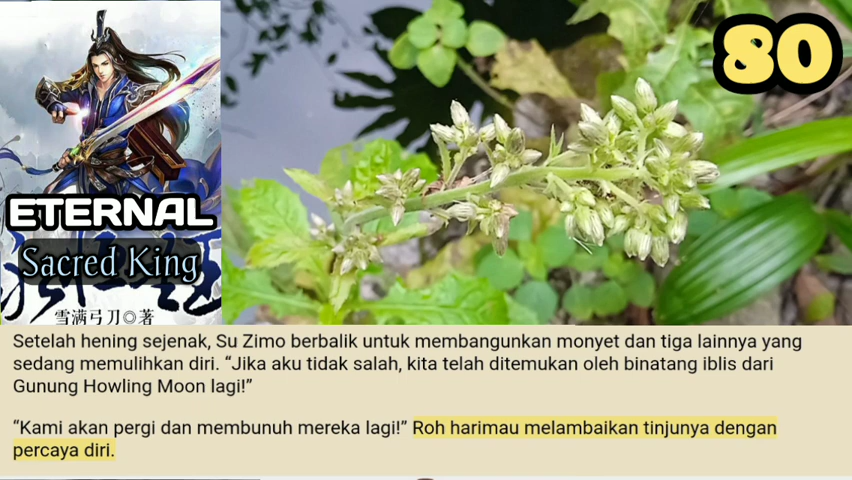 80
ETERNAL
Sacred King
雪满弓刀◎著
Setelah hening sejenak, Su Zimo berbalik untuk membangunkan monyet dan tiga lainnya yang
sedang memulihkan diri. “Jika aku tidak salah, kita telah ditemukan oleh binatang iblis dari
Gunung Howling Moon lagi!”
“Kami akan pergi dan membunuh mereka lagi!” Roh harimau melambaikan tinjunya dengan
percaya diri.